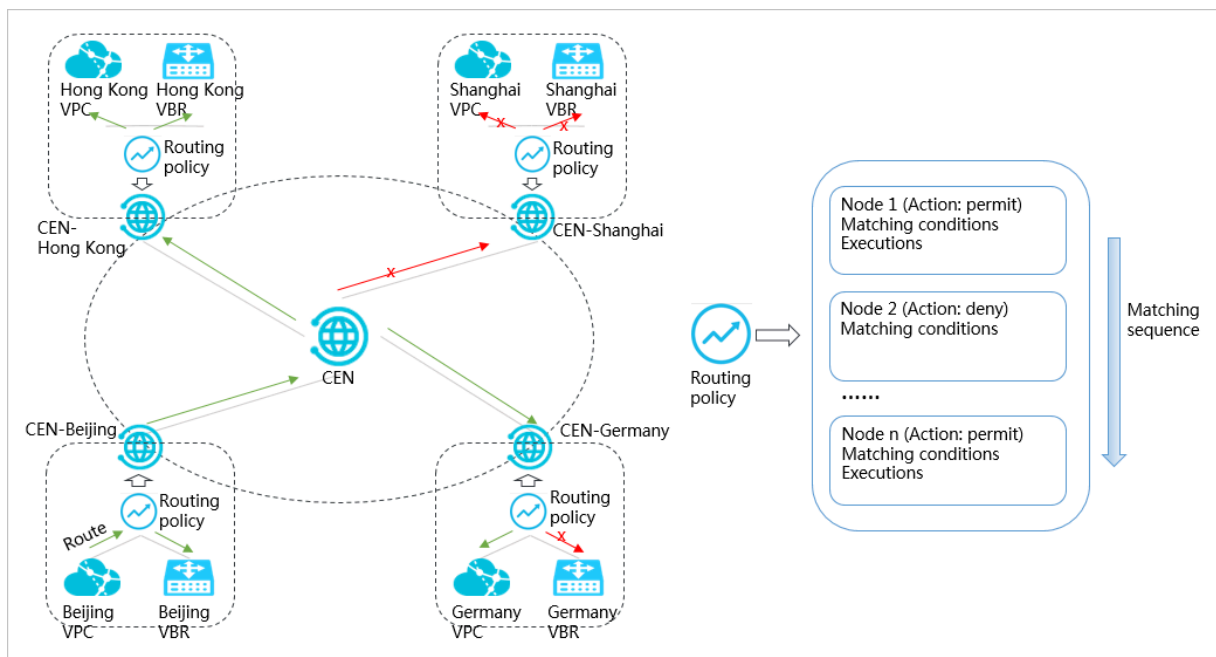 Hong Kong
VPC
Hong Kong
VBR
Routing
policy
CEN-
Hong Kong
Shanghai
VPC
Shanghai
VBR
x
x
Routing
policy
CEN-Shanghai
x
CEN
CEN-Beijing
Routing
policy
Route
Beijing
VPC
Beijing
VBR
CEN-Germany
Routing
policy
x
Germany
VPC
Germany
VBR
Routing
policy
Node 1 (Action: permit)
Matching conditions
Executions
Node 2 (Action: deny)
Matching conditions
......
Node n (Action: permit)
Matching conditions
Executions
Matching
sequence